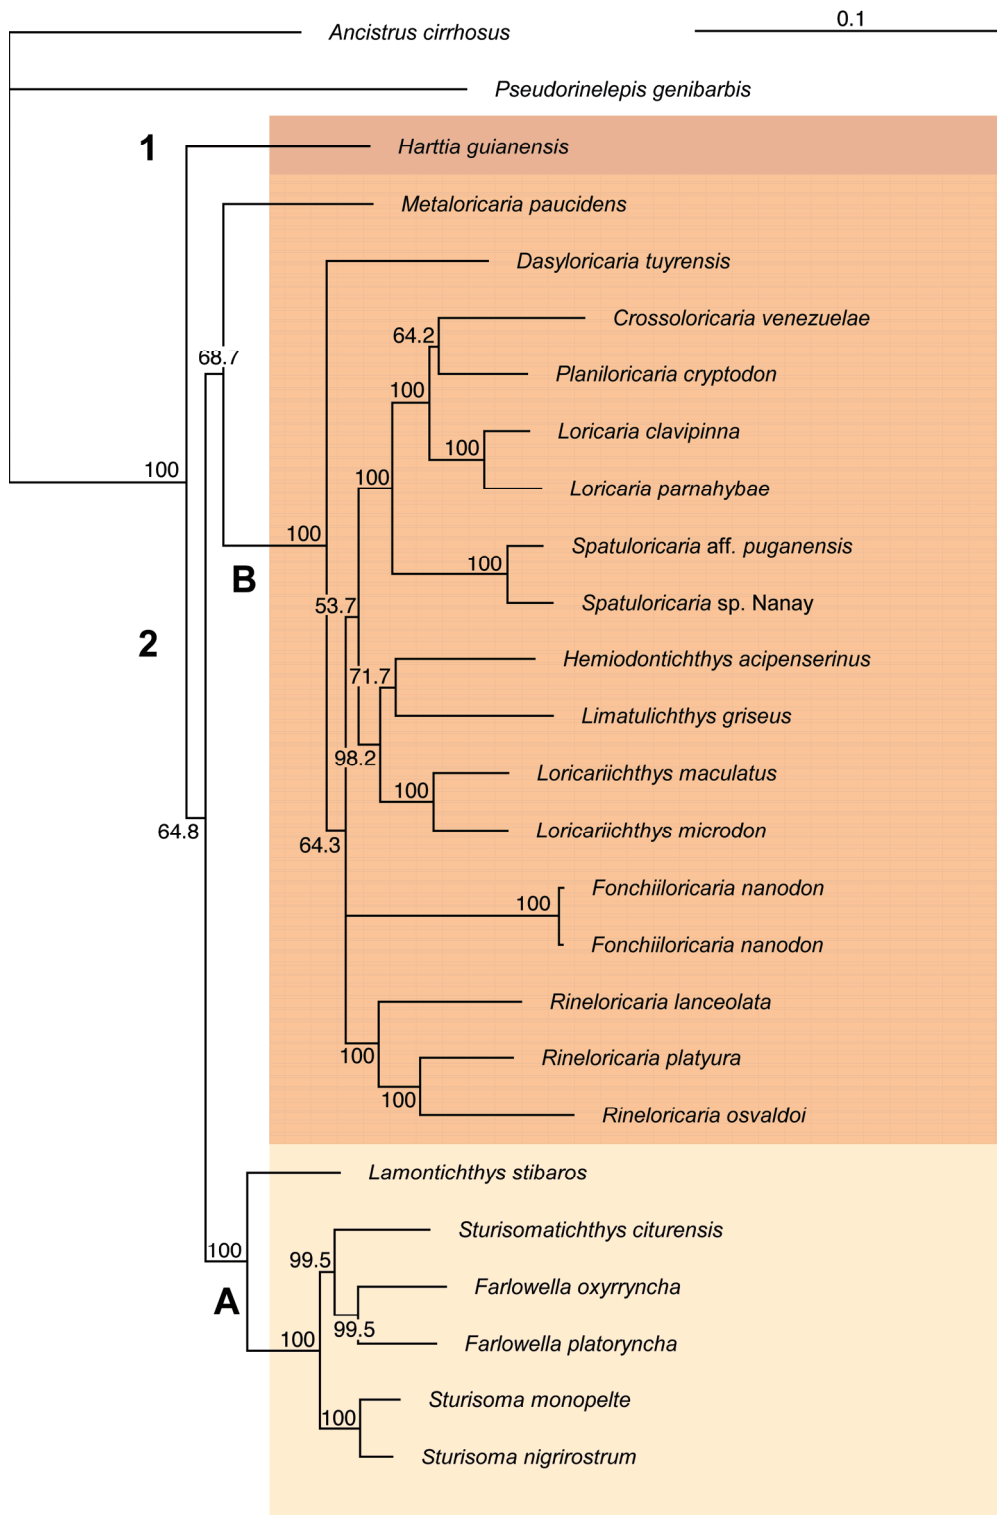 0.1
Ancistrus cirrhosus
Pseudorinelepis genibarbis
1
Harttia guianensis
Metaloricaria paucidens
Dasyloricaria tuyrensis
Crossoloricaria venezuelae
64.2
68.7
Planiloricaria cryptodon
100
Loricaria clavipinna
100
100
100
Loricaria parnahybae
100
Spatuloricaria aff. puganensis
100
B
Spatuloricaria sp. Nanay
53.7
2
Hemiodontichthys acipenserinus
71.7
Limatulichthys griseus
98.2
Loricariichthys maculatus
100
64.8
Loricariichthys microdon
64.3
Fonchiiloricaria nanodon
100
Fonchiiloricaria nanodon
Rineloricaria lanceolata
100
Rineloricaria platyura
100
Rineloricaria osvaldoi
Lamontichthys stibaros
Sturisomatichthys citurensis
100
99.5
Farlowella oxyrryncha
A
99.5
100
Farlowella platoryncha
Sturisoma monopelte
100
Sturisoma nigrirostrum